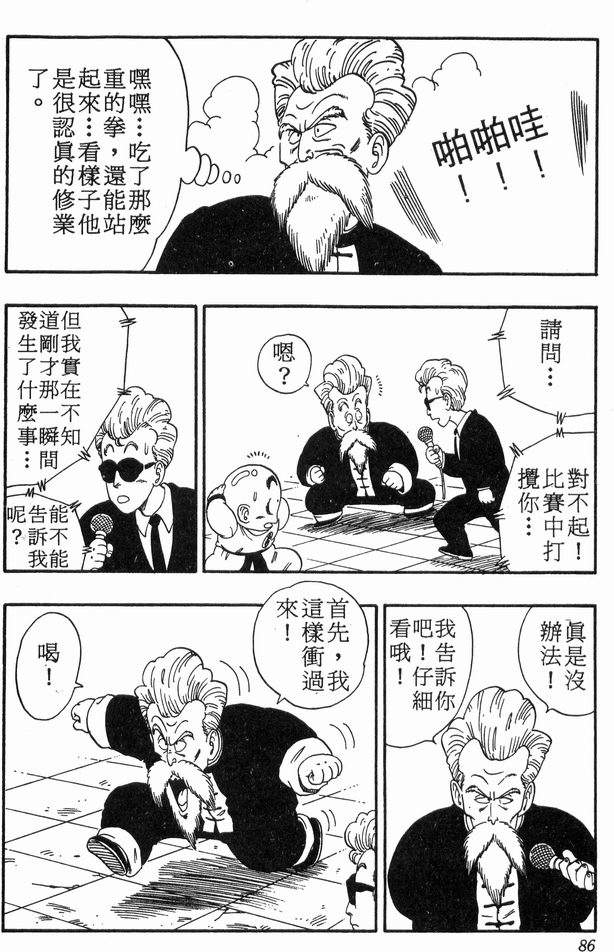 啪啪哇
！！！
嘿嘿…吃了那麼
重的拳，還能站
起來…看樣子他
是很認眞的修業
了。
請問…
對不起！
比賽中打
攪你…
嗯？
但我實在不知
道剛才那一瞬間
發生了什麼事…
能不能
告訴我
呢？
眞是沒
辦法！
我告訴你
吧！仔細
看哦！
首先，我
這樣衝過
來！
喝！
86